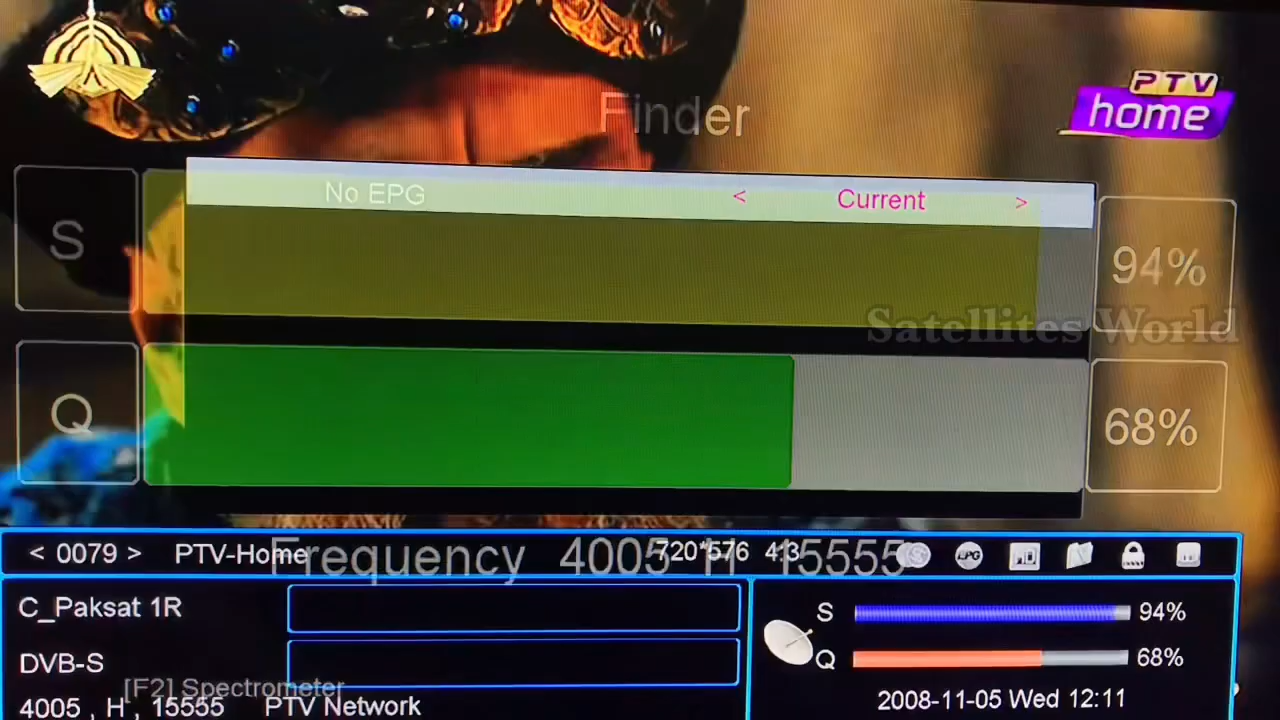 PTV
home
Finder
No EPG < Current >
S
94%
Satellites World
Q
68%
< 0079 > PTV-Home 720*576 4:3
Frequency 4005 H 15555
EPG
C_Paksat 1R
S 94%
DVB-S
Q 68%
[F2] Spectrometer
4005 , H , 15555 PTV Network
2008-11-05 Wed 12:11